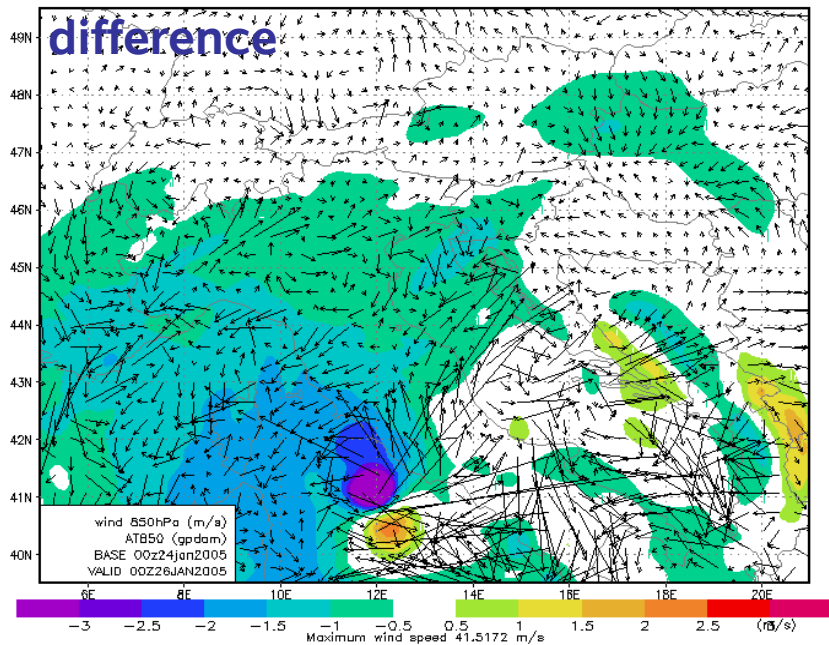 difference
49N
48N
47N
46N
45N
44N
43N
42N
41N
40N
wind 850hPa (m/s)
AT850 (gpdam)
BASE 00z24jan2005
VALID 00Z26JAN2005
6E 8E 10E 12E 14E 16E 18E 20E
-3 -2.5 -2 -1.5 -1 -0.5 0.5 1 1.5 2 2.5 (m/s)
Maximum wind speed 41.5172 m/s